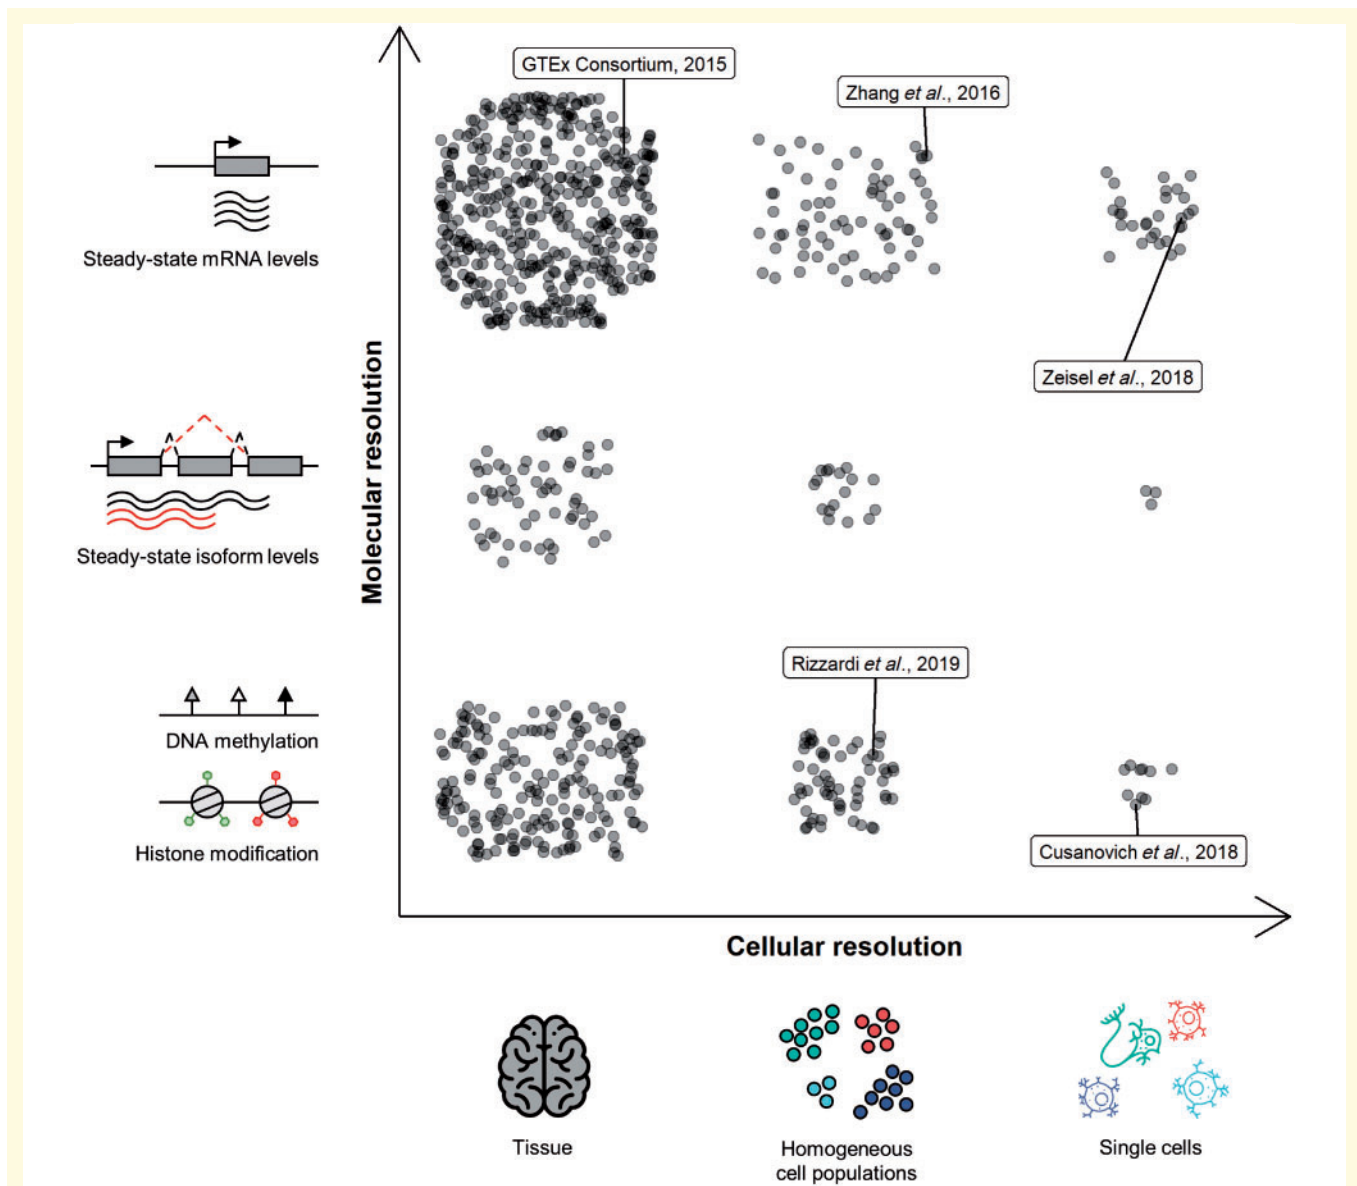 GTEx Consortium, 2015
Zhang et al., 2016
Steady-state mRNA levels
Zeisel et al., 2018
Molecular resolution
Steady-state isoform levels
Rizzardi et al., 2019
DNA methylation
Histone modification
Cusanovich et al., 2018
Cellular resolution
Tissue
Homogeneous
cell populations
Single cells